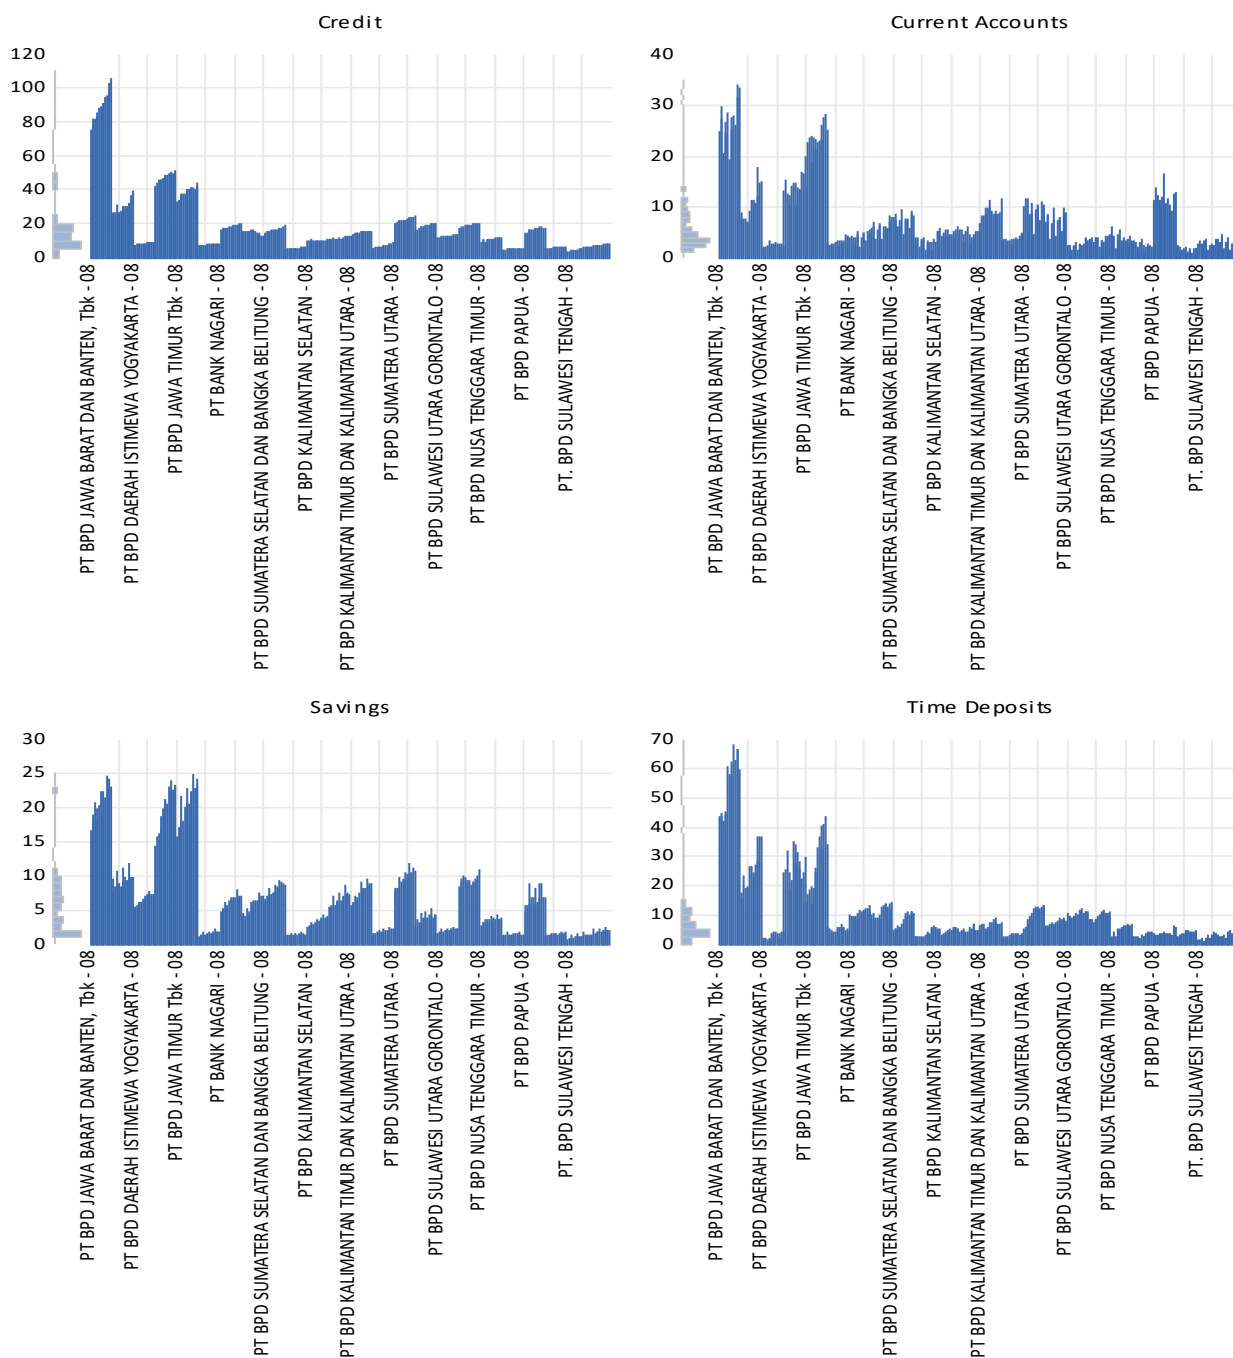 Credit
120
100
80
60
40
20
0
PT BPD JAWA BARAT DAN BANTEN, Tbk - 08
PT BPD DAERAH ISTIMEWA YOGYAKARTA - 08
PT BPD JAWA TIMUR Tbk - 08
PT BANK NAGARI - 08
PT BPD SUMATERA SELATAN DAN BANGKA BELITUNG - 08
PT BPD KALIMANTAN SELATAN - 08
PT BPD KALIMANTAN TIMUR DAN KALIMANTAN UTARA - 08
PT BPD SUMATERA UTARA - 08
PT BPD SULAWESI UTARA GORONTALO - 08
PT BPD NUSA TENGGARA TIMUR - 08
PT BPD PAPUA - 08
PT. BPD SULAWESI TENGAH - 08
Current Accounts
40
30
20
10
0
PT BPD JAWA BARAT DAN BANTEN, Tbk - 08
PT BPD DAERAH ISTIMEWA YOGYAKARTA - 08
PT BPD JAWA TIMUR Tbk - 08
PT BANK NAGARI - 08
PT BPD SUMATERA SELATAN DAN BANGKA BELITUNG - 08
PT BPD KALIMANTAN SELATAN - 08
PT BPD KALIMANTAN TIMUR DAN KALIMANTAN UTARA - 08
PT BPD SUMATERA UTARA - 08
PT BPD SULAWESI UTARA GORONTALO - 08
PT BPD NUSA TENGGARA TIMUR - 08
PT BPD PAPUA - 08
PT. BPD SULAWESI TENGAH - 08
Savings
30
25
20
15
10
5
0
PT BPD JAWA BARAT DAN BANTEN, Tbk - 08
PT BPD DAERAH ISTIMEWA YOGYAKARTA - 08
PT BPD JAWA TIMUR Tbk - 08
PT BANK NAGARI - 08
PT BPD SUMATERA SELATAN DAN BANGKA BELITUNG - 08
PT BPD KALIMANTAN SELATAN - 08
PT BPD KALIMANTAN TIMUR DAN KALIMANTAN UTARA - 08
PT BPD SUMATERA UTARA - 08
PT BPD SULAWESI UTARA GORONTALO - 08
PT BPD NUSA TENGGARA TIMUR - 08
PT BPD PAPUA - 08
PT. BPD SULAWESI TENGAH - 08
Time Deposits
70
60
50
40
30
20
10
0
PT BPD JAWA BARAT DAN BANTEN, Tbk - 08
PT BPD DAERAH ISTIMEWA YOGYAKARTA - 08
PT BPD JAWA TIMUR Tbk - 08
PT BANK NAGARI - 08
PT BPD SUMATERA SELATAN DAN BANGKA BELITUNG - 08
PT BPD KALIMANTAN SELATAN - 08
PT BPD KALIMANTAN TIMUR DAN KALIMANTAN UTARA - 08
PT BPD SUMATERA UTARA - 08
PT BPD SULAWESI UTARA GORONTALO - 08
PT BPD NUSA TENGGARA TIMUR - 08
PT BPD PAPUA - 08
PT. BPD SULAWESI TENGAH - 08